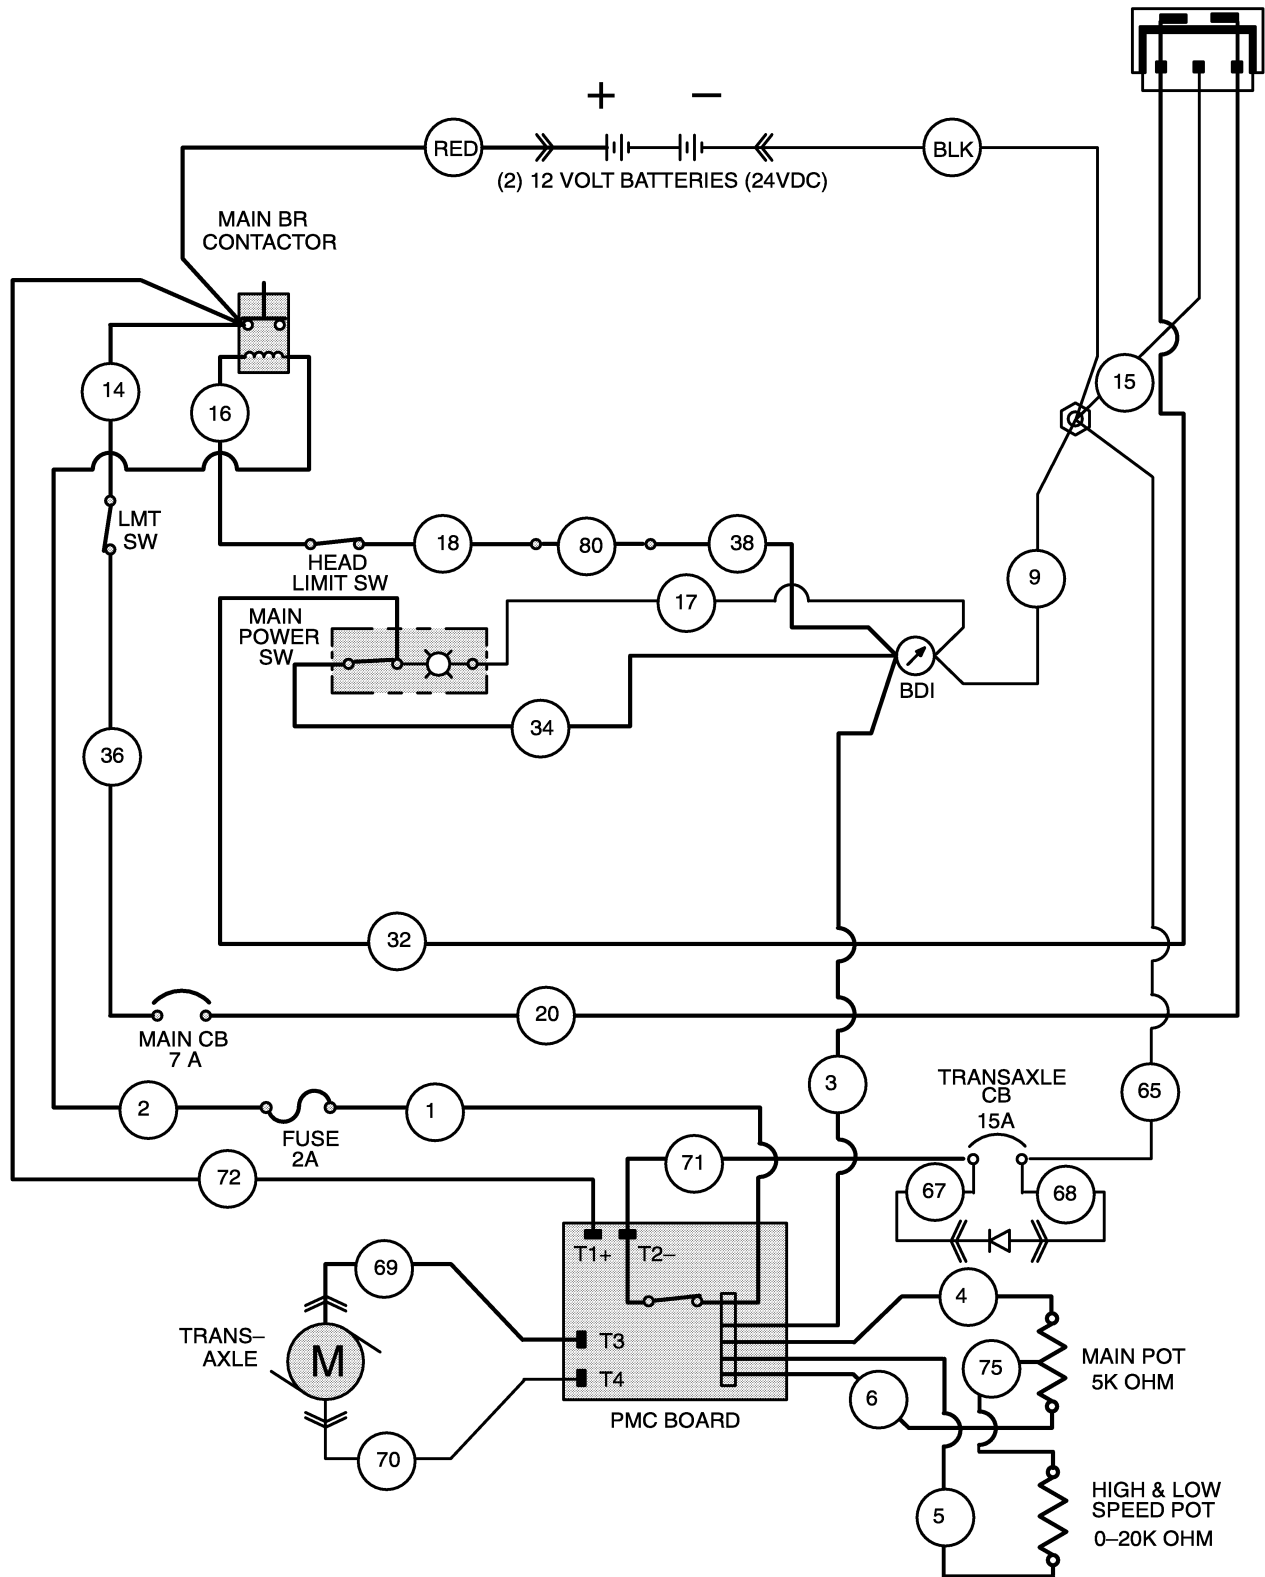 + −
RED
BLK
(2) 12 VOLT BATTERIES (24VDC)
MAIN BR
CONTACTOR
14
16
15
LMT
SW
18
80
38
HEAD
LIMIT SW
9
17
MAIN
POWER
SW
BDI
34
36
32
20
MAIN CB
7 A
3
TRANSAXLE
CB
15A
65
2
1
FUSE
2A
71
72
67
68
T1+
T2−
69
4
TRANS−
AXLE
M
T3
T4
75
MAIN POT
5K OHM
6
PMC BOARD
70
HIGH & LOW
SPEED POT
0−20K OHM
5